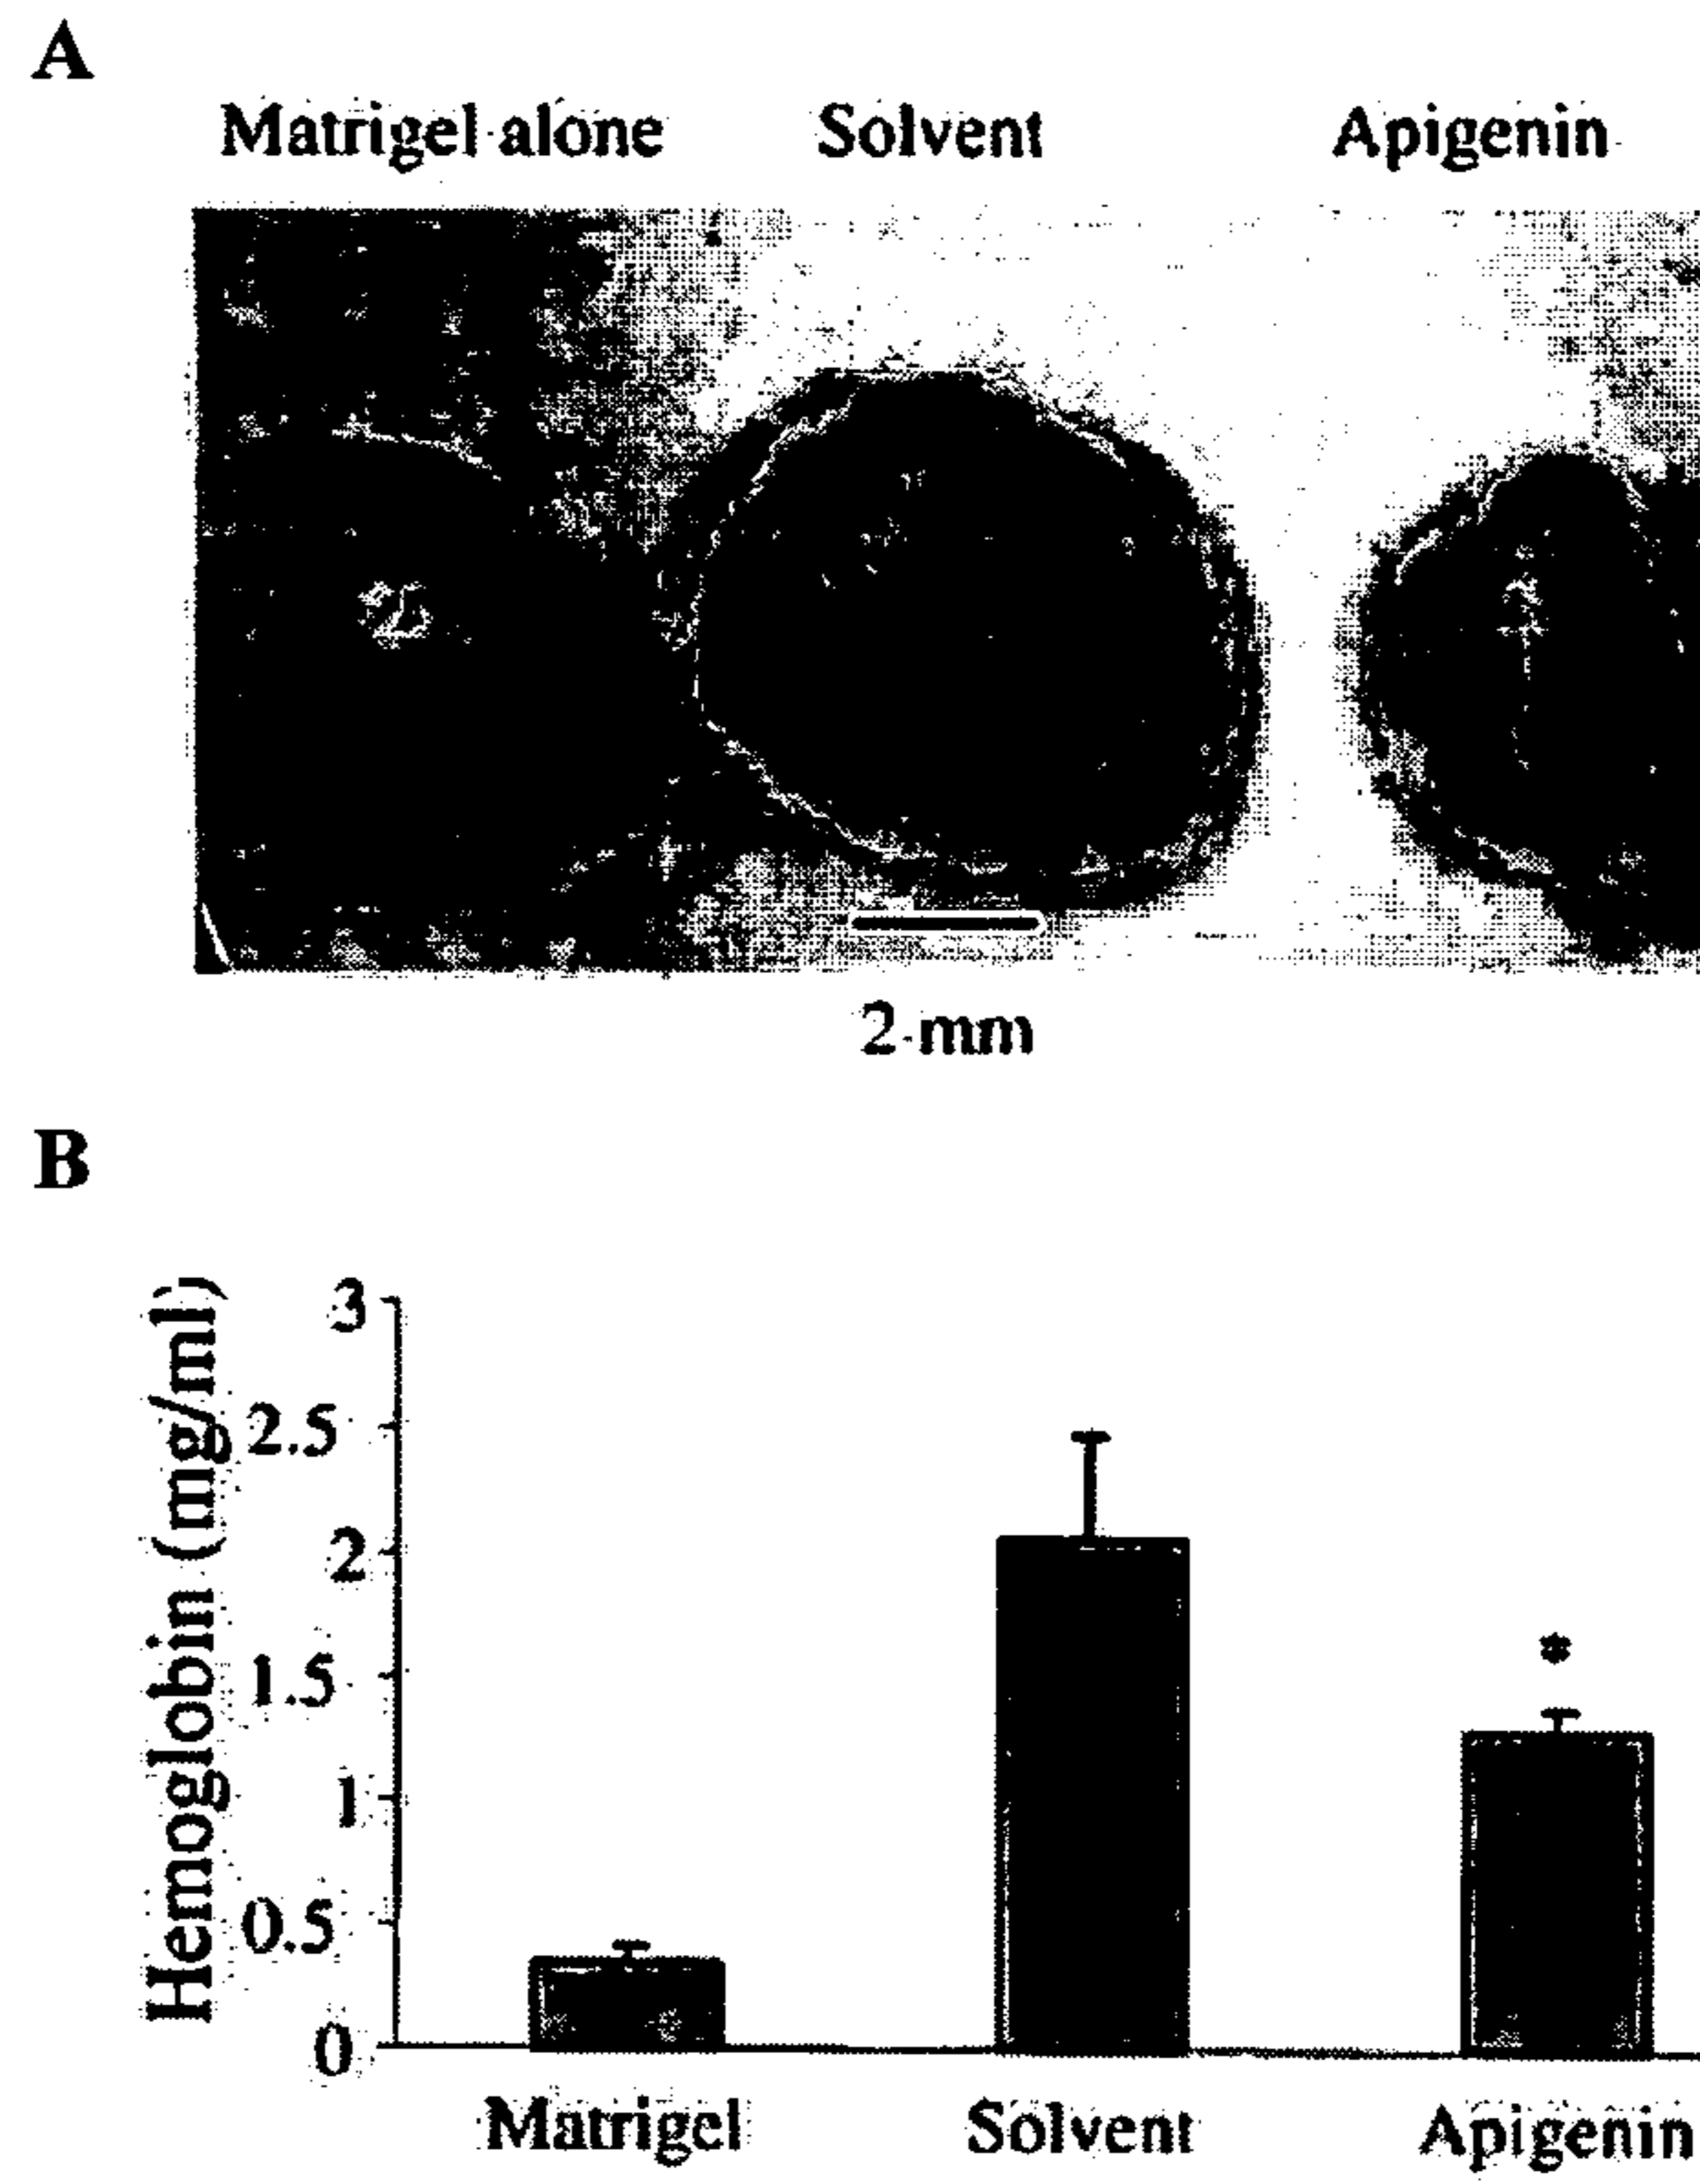 A
Matrigel alone Solvent Apigenin
2 mm
B
Hemoglobin (mg/ml)
3
2.5
2
1.5
1
0.5
0
*
Matrigel Solvent Apigenin